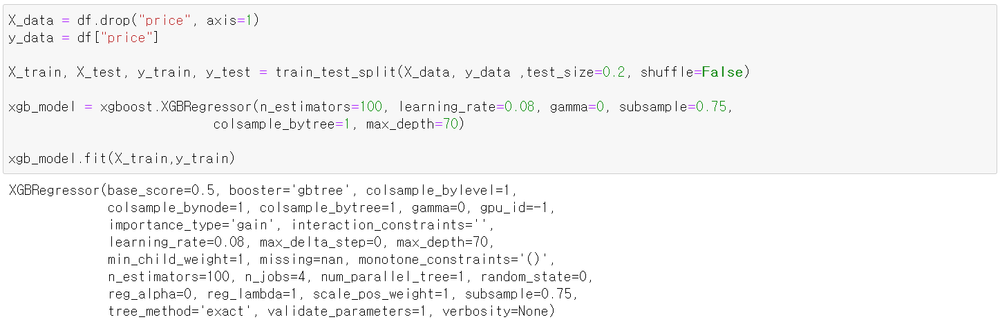 X_data = df.drop("price", axis=1)
y_data = df["price"]
X_train, X_test, y_train, y_test = train_test_split(X_data, y_data ,test_size=0.2, shuffle=False)
xgb_model = xgboost.XGBRegressor(n_estimators=100, learning_rate=0.08, gamma=0, subsample=0.75,
colsample_bytree=1, max_depth=70)
xgb_model.fit(X_train,y_train)
XGBRegressor(base_score=0.5, booster='gbtree', colsample_bylevel=1,
colsample_bynode=1, colsample_bytree=1, gamma=0, gpu_id=-1,
importance_type='gain', interaction_constraints='',
learning_rate=0.08, max_delta_step=0, max_depth=70,
min_child_weight=1, missing=nan, monotone_constraints='()',
n_estimators=100, n_jobs=4, num_parallel_tree=1, random_state=0,
reg_alpha=0, reg_lambda=1, scale_pos_weight=1, subsample=0.75,
tree_method='exact', validate_parameters=1, verbosity=None)